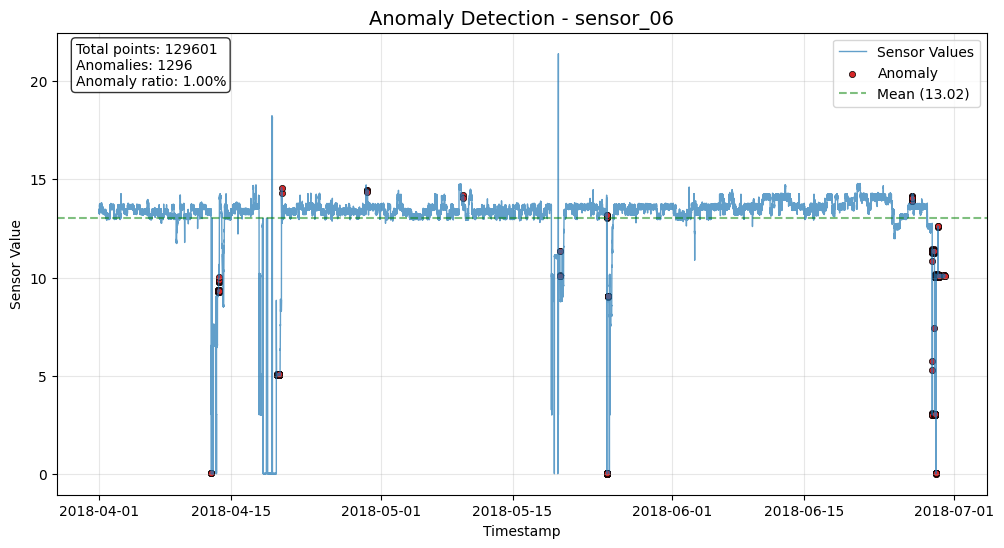 Anomaly Detection - sensor_06
Total points: 129601
Anomalies: 1296
Anomaly ratio: 1.00%
Sensor Values
Anomaly
Mean (13.02)
Sensor Value
20
15
10
5
0
2018-04-01
2018-04-15
2018-05-01
2018-05-15
2018-06-01
2018-06-15
2018-07-01
Timestamp